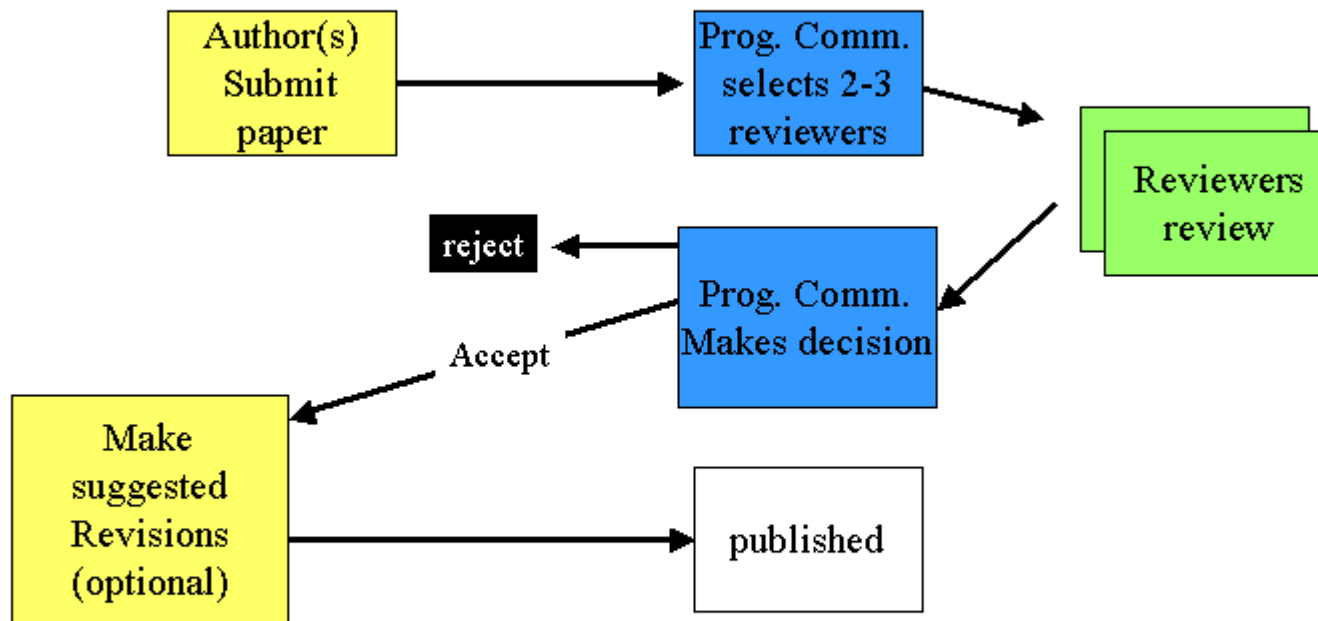 Author(s)
Submit
paper
Prog. Comm.
selects 2-3
reviewers
Reviewers
review
Prog. Comm.
Makes decision
reject
Accept
Make
suggested
Revisions
(optional)
published